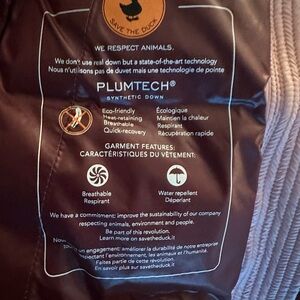 SAVE THE DUCK
WE RESPECT ANIMALS.
We don't use real down but a state-of-the-art technology
Nous n'utilisons pas de duvet mais une technologie de pointe
PLUMTECH®
SYNTHETIC DOWN
Eco-friendly Écologique
Heat-retaining Maintien la chaleur
Breathable Respirant
Quick-recovery Récupération rapide
GARMENT FEATURES:
CARACTÉRISTIQUES DU VÊTEMENT:
Breathable Water repellent
Respirant Déperlant
We have a commitment: improve the sustainability of our company
respecting animals, environment and humans.
Be part of this revolution.
Learn more on savetheduck.it
engagement: améliorer la durabilité de notre entreprise
l'environnement, les animaux et l'humanité.
Faites partie de cette révolution.
En savoir plus sur savetheduck.it